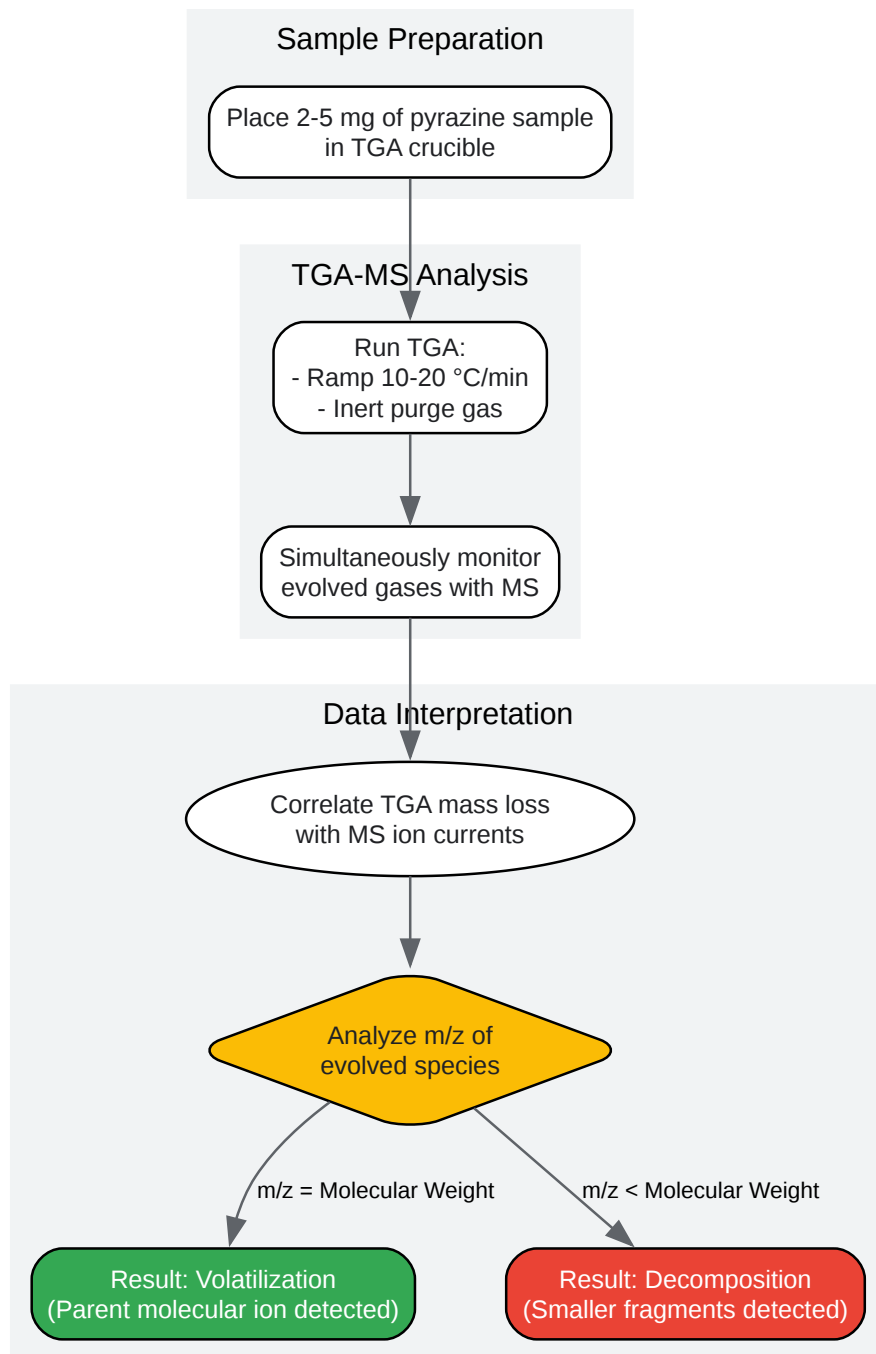 Sample Preparation
Place 2-5 mg of pyrazine sample
in TGA crucible
TGA-MS Analysis
Run TGA:
- Ramp 10-20 °C/min
- Inert purge gas
Simultaneously monitor
evolved gases with MS
Data Interpretation
Correlate TGA mass loss
with MS ion currents
Analyze m/z of
evolved species
m/z = Molecular Weight
m/z < Molecular Weight
Result: Volatilization
(Parent molecular ion detected)
Result: Decomposition
(Smaller fragments detected)